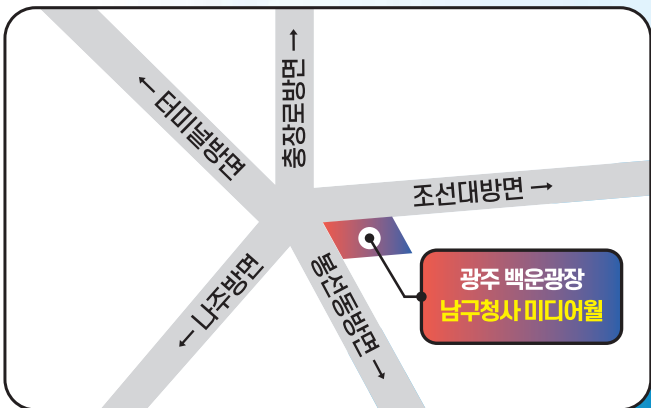 ← 터미널방면
충장로방면 →
조선대방면 →
← 나주방면
봉선동방면 →
광주 백운광장
남구청사 미디어월